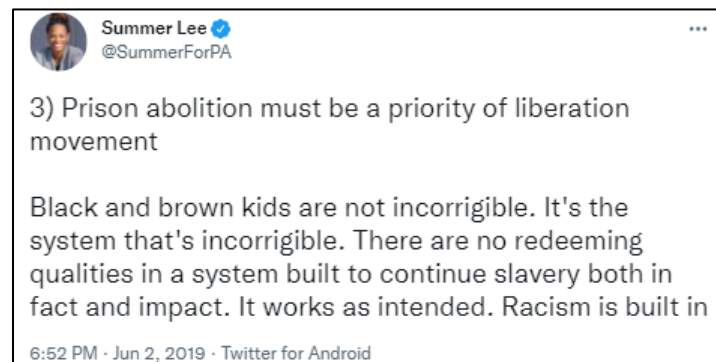 Summer Lee
@SummerForPA
3) Prison abolition must be a priority of liberation
movement
Black and brown kids are not incorrigible. It's the
system that's incorrigible. There are no redeeming
qualities in a system built to continue slavery both in
fact and impact. It works as intended. Racism is built in
6:52 PM · Jun 2, 2019 · Twitter for Android